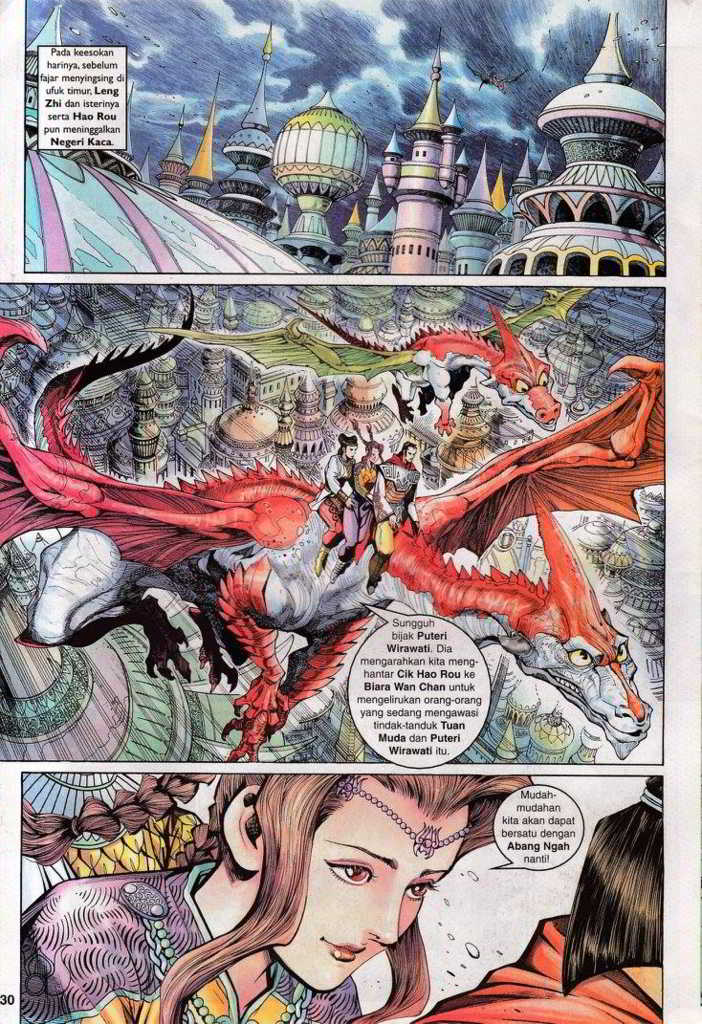 Pada keesokan
harinya, sebelum
fajar menyingsing di
ufuk timur, Leng
Zhi dan isterinya
serta Hao Rou
pun meninggalkan
Negeri Kaca.
Sungguh
bijak Puteri
Wirawati. Dia
mengarahkan kita meng-
hantar Cik Hao Rou ke
Biara Wan Chan untuk
mengelirukan orang-orang
yang sedang mengawasi
tindak-tanduk Tuan
Muda dan Puteri
Wirawati itu.
Mudah-
mudahan
kita akan dapat
bersatu dengan
Abang Ngah
nanti!
30